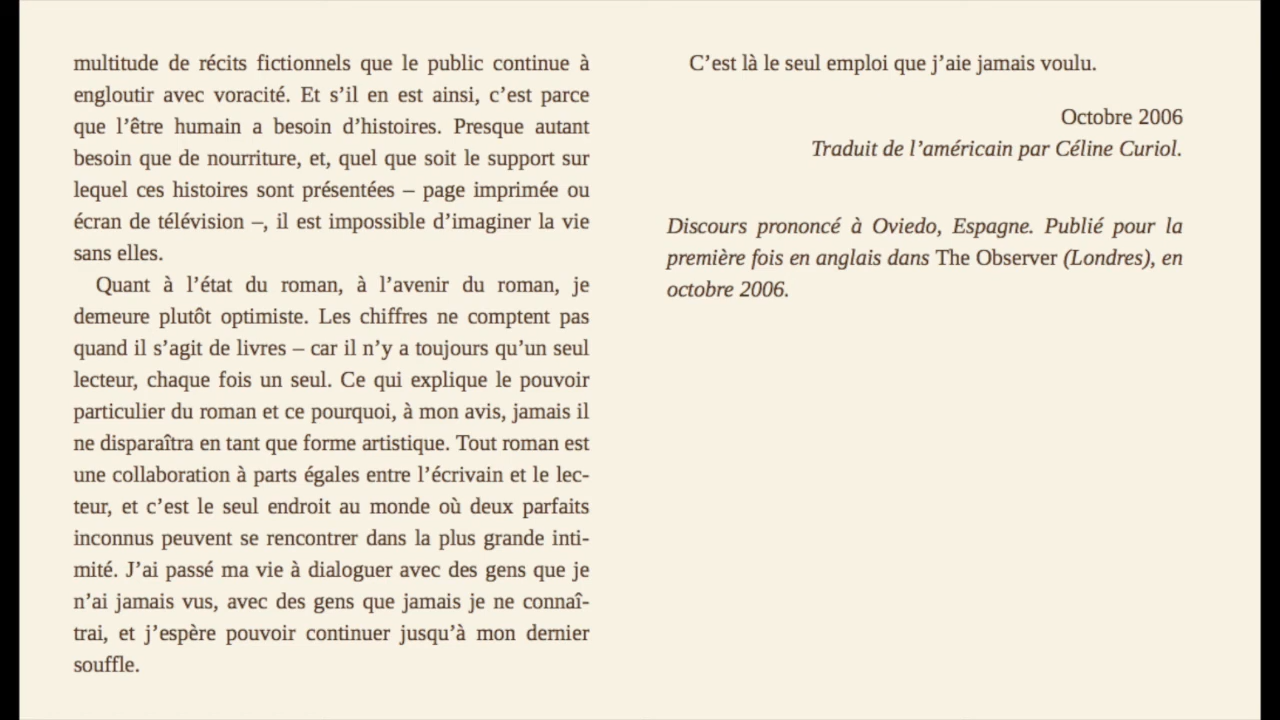 multitude de récits fictionnels que le public continue à
engloutir avec voracité. Et s’il en est ainsi, c’est parce
que l’être humain a besoin d’histoires. Presque autant
besoin que de nourriture, et, quel que soit le support sur
lequel ces histoires sont présentées – page imprimée ou
écran de télévision –, il est impossible d’imaginer la vie
sans elles.
Quant à l’état du roman, à l’avenir du roman, je
demeure plutôt optimiste. Les chiffres ne comptent pas
quand il s’agit de livres – car il n’y a toujours qu’un seul
lecteur, chaque fois un seul. Ce qui explique le pouvoir
particulier du roman et ce pourquoi, à mon avis, jamais il
ne disparaîtra en tant que forme artistique. Tout roman est
une collaboration à parts égales entre l’écrivain et le lec-
teur, et c’est le seul endroit au monde où deux parfaits
inconnus peuvent se rencontrer dans la plus grande inti-
mité. J’ai passé ma vie à dialoguer avec des gens que je
n’ai jamais vus, avec des gens que jamais je ne connaî-
trai, et j’espère pouvoir continuer jusqu’à mon dernier
souffle.
C’est là le seul emploi que j’aie jamais voulu.
Octobre 2006
Traduit de l’américain par Céline Curiol.
Discours prononcé à Oviedo, Espagne. Publié pour la
première fois en anglais dans The Observer (Londres), en
octobre 2006.